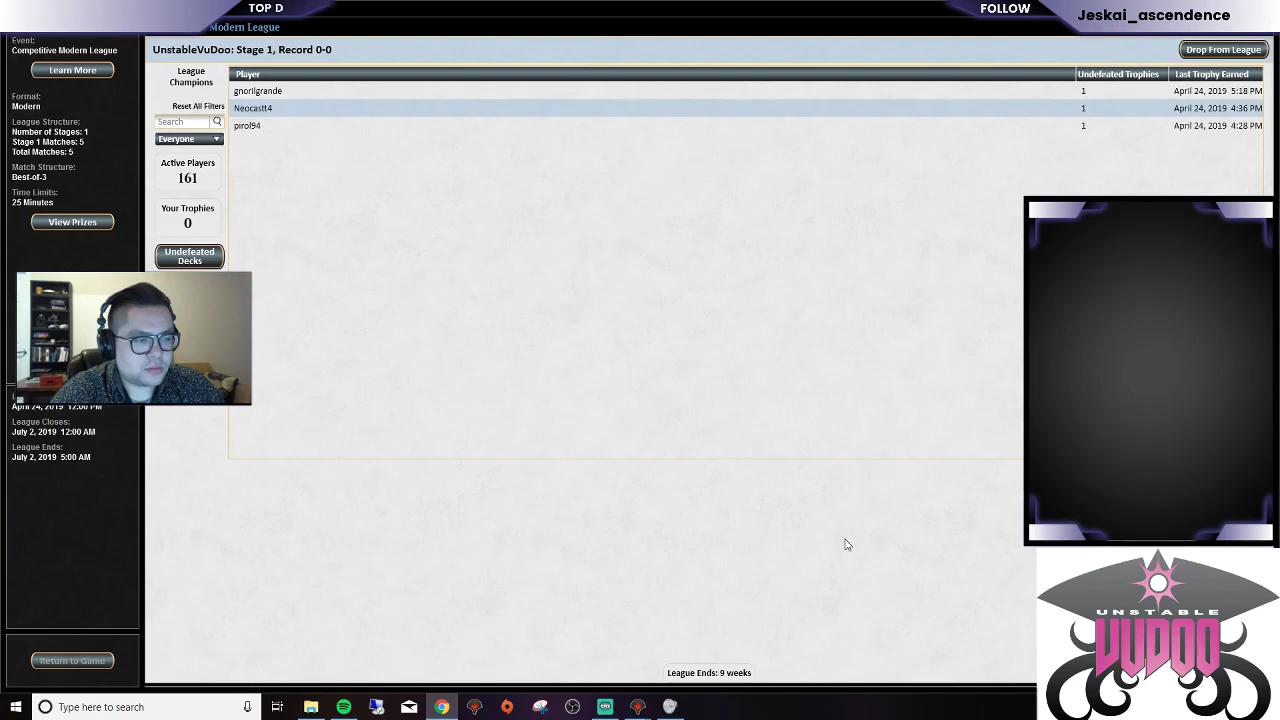 TOP D
FOLLOW
Jeskai_ascendence
Modern League
Event:
Competitive Modern League
Learn More
Format:
Modern
League Structure:
Number of Stages: 1
Stage 1 Matches: 5
Total Matches: 5
Match Structure:
Best-of-3
Time Limits:
25 Minutes
View Prizes
April 24, 2019 12:00 PM
League Closes:
July 2, 2019 12:00 AM
League Ends:
July 2, 2019 5:00 AM
Return to Game
UnstableVuDoo: Stage 1, Record 0-0
Drop From League
League
Champions
Reset All Filters
Search
Everyone
Active Players
161
Your Trophies
0
Undefeated
Decks
Player Undefeated Trophies Last Trophy Earned
gnorilgrande 1 April 24, 2019 5:18 PM
Neocastt4 1 April 24, 2019 4:36 PM
pirol94 1 April 24, 2019 4:28 PM
League Ends: 9 weeks
UNSTABLE
VUDOO
Type here to search